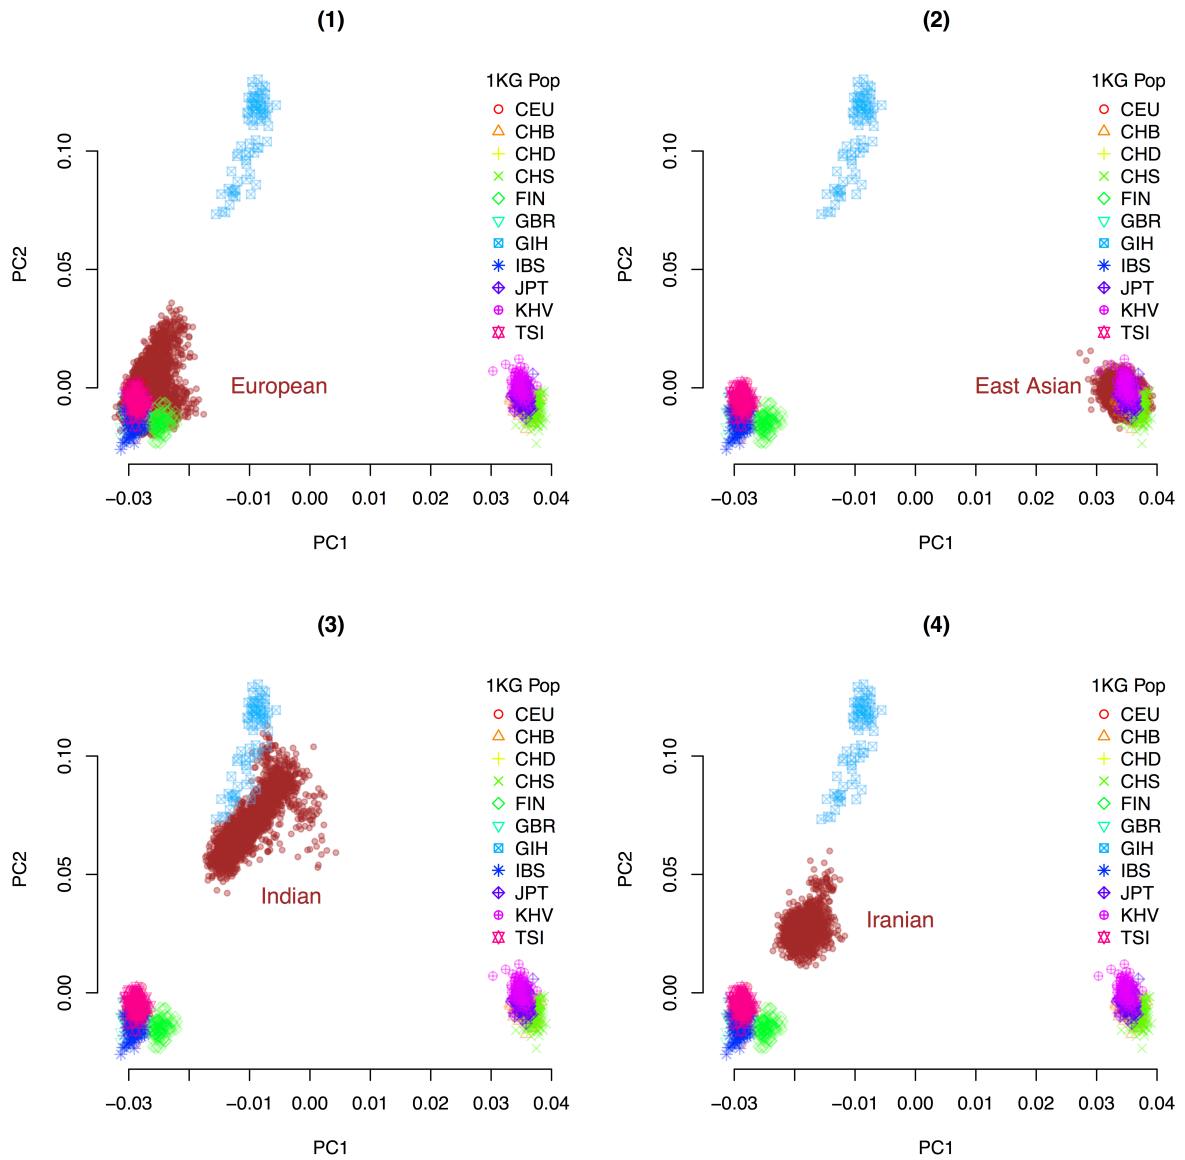 (1)
PC2
0.00 0.05 0.10
−0.03 −0.01 0.00 0.01 0.02 0.03 0.04
PC1
European
1KG Pop
CEU
CHB
CHD
CHS
FIN
GBR
GIH
IBS
JPT
KHV
TSI
(2)
PC2
0.00 0.05 0.10
−0.03 −0.01 0.00 0.01 0.02 0.03 0.04
PC1
East Asian
1KG Pop
CEU
CHB
CHD
CHS
FIN
GBR
GIH
IBS
JPT
KHV
TSI
(3)
PC2
0.00 0.05 0.10
−0.03 −0.01 0.00 0.01 0.02 0.03 0.04
PC1
Indian
1KG Pop
CEU
CHB
CHD
CHS
FIN
GBR
GIH
IBS
JPT
KHV
TSI
(4)
PC2
0.00 0.05 0.10
−0.03 −0.01 0.00 0.01 0.02 0.03 0.04
PC1
Iranian
1KG Pop
CEU
CHB
CHD
CHS
FIN
GBR
GIH
IBS
JPT
KHV
TSI